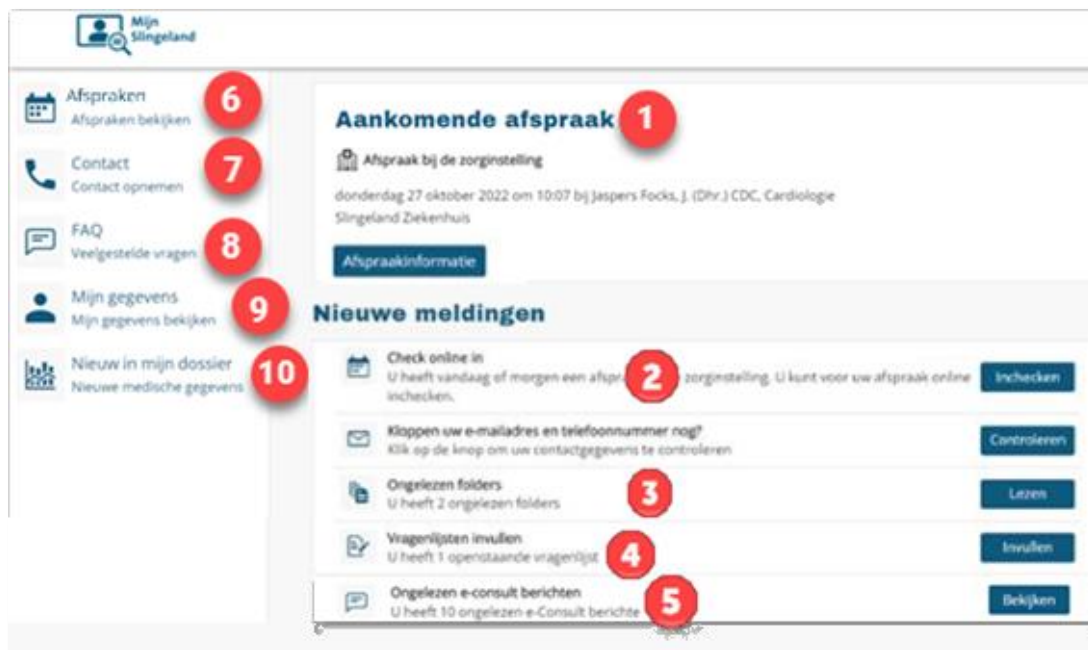 Mijn
Slingeland
Afspraken
Afspraken bekijken
6
Contact
Contact opnemen
7
FAQ
Veelgestelde vragen
8
Mijn gegevens
Mijn gegevens bekijken
9
Nieuw in mijn dossier
Nieuwe medische gegevens
10
Aankomende afspraak
1
Afspraak bij de zorginstelling
donderdag 27 oktober 2022 om 10:07 bij Jaspers Focks, J. (Dhr.) CDC, Cardiologie
Slingeland Ziekenhuis
Afspraakinformatie
Nieuwe meldingen
Check online in
U heeft vandaag of morgen een afspra 2 zorginstelling. U kunt voor uw afspraak online
inchecken.
Inchecken
Kloppen uw e-mailadres en telefoonnummer nog?
Klik op de knop om uw contactgegevens te controleren
Controleren
Ongelezen folders
U heeft 2 ongelezen folders
3
Lezen
Vragenlijsten invullen
U heeft 1 openstaande vragenlijst
4
Invullen
Ongelezen e-consult berichten
U heeft 10 ongelezen e-Consult berichte
5
Bekijken